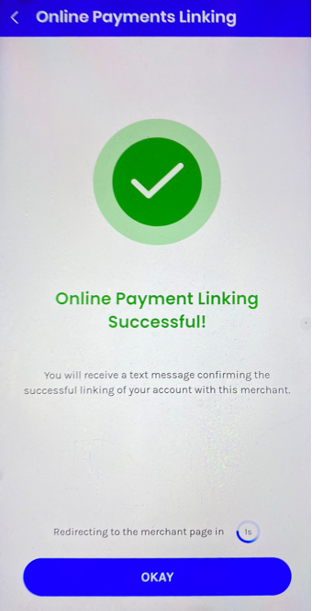 Online Payments Linking
Online Payment Linking
Successful!
You will receive a text message confirming the
successful linking of your account with this merchant.
Redirecting to the merchant page in 1s
OKAY